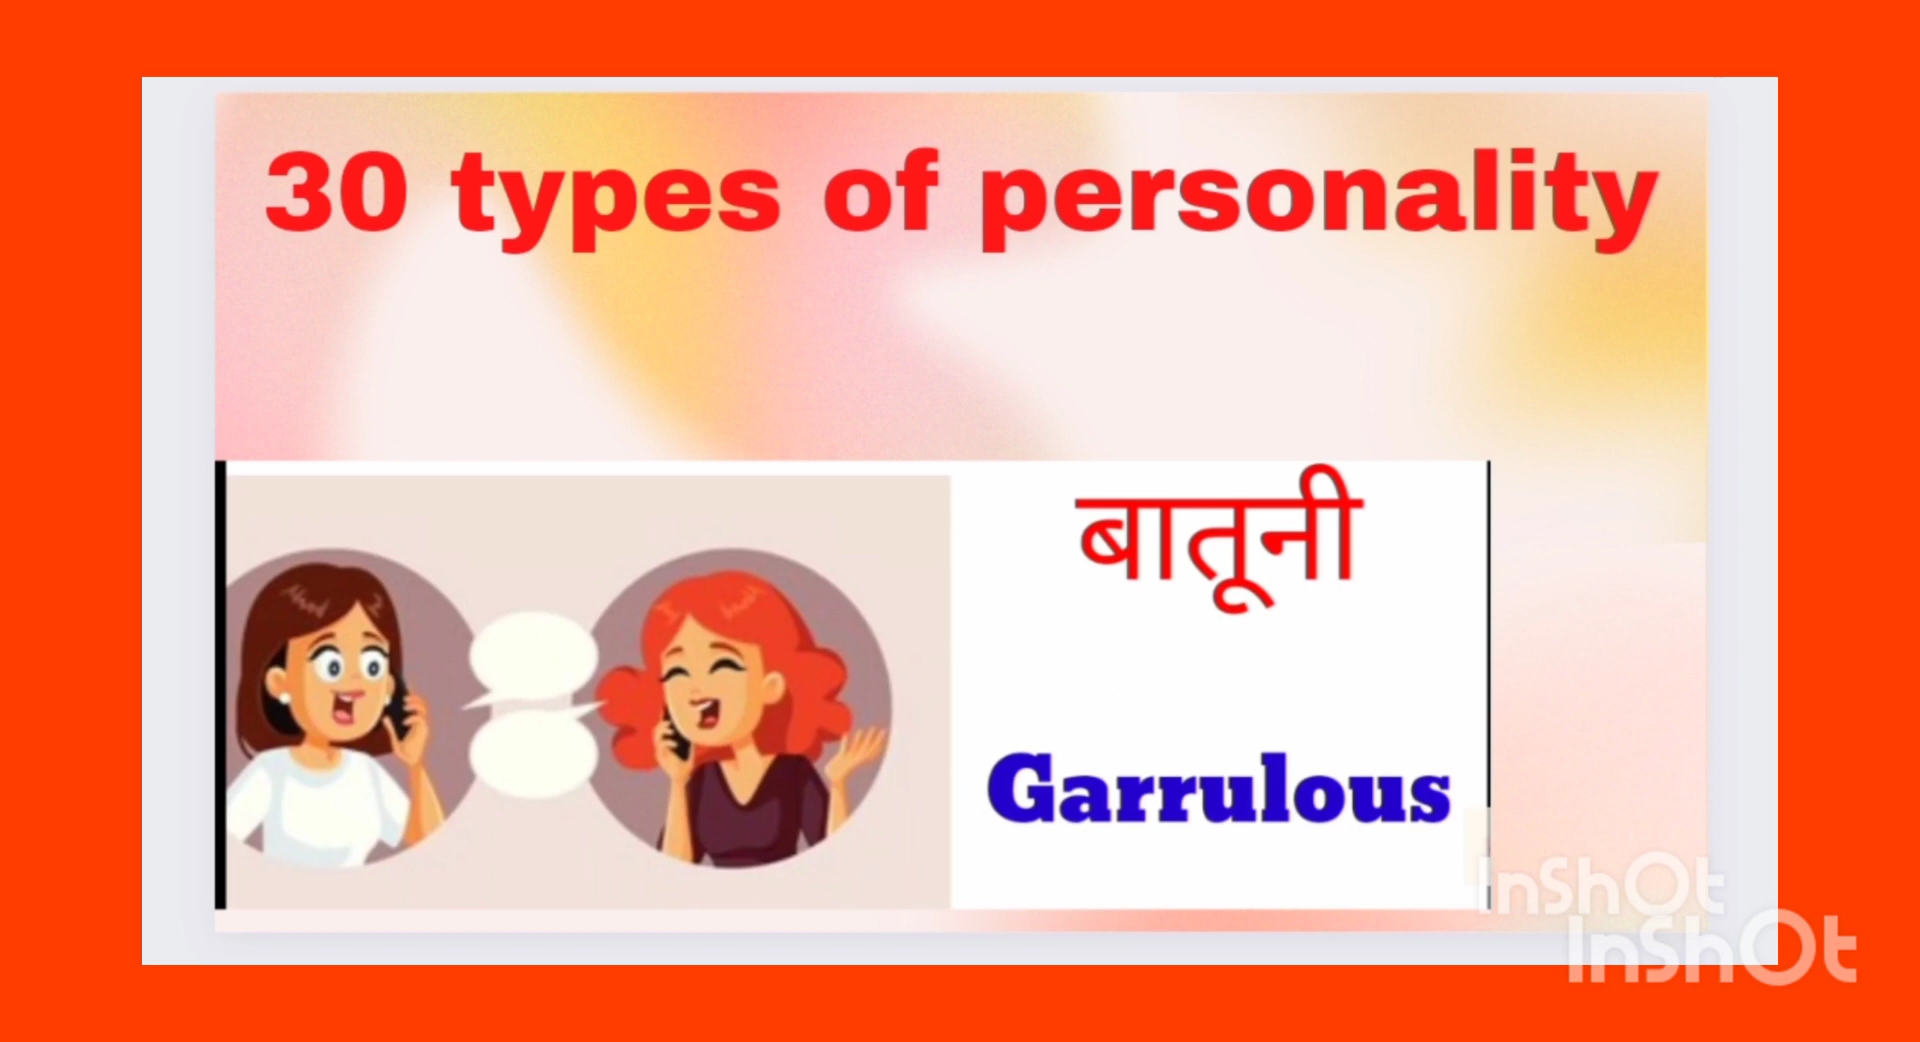 30 types of personality
बातूनी
Garrulous
InShOt
InShOt